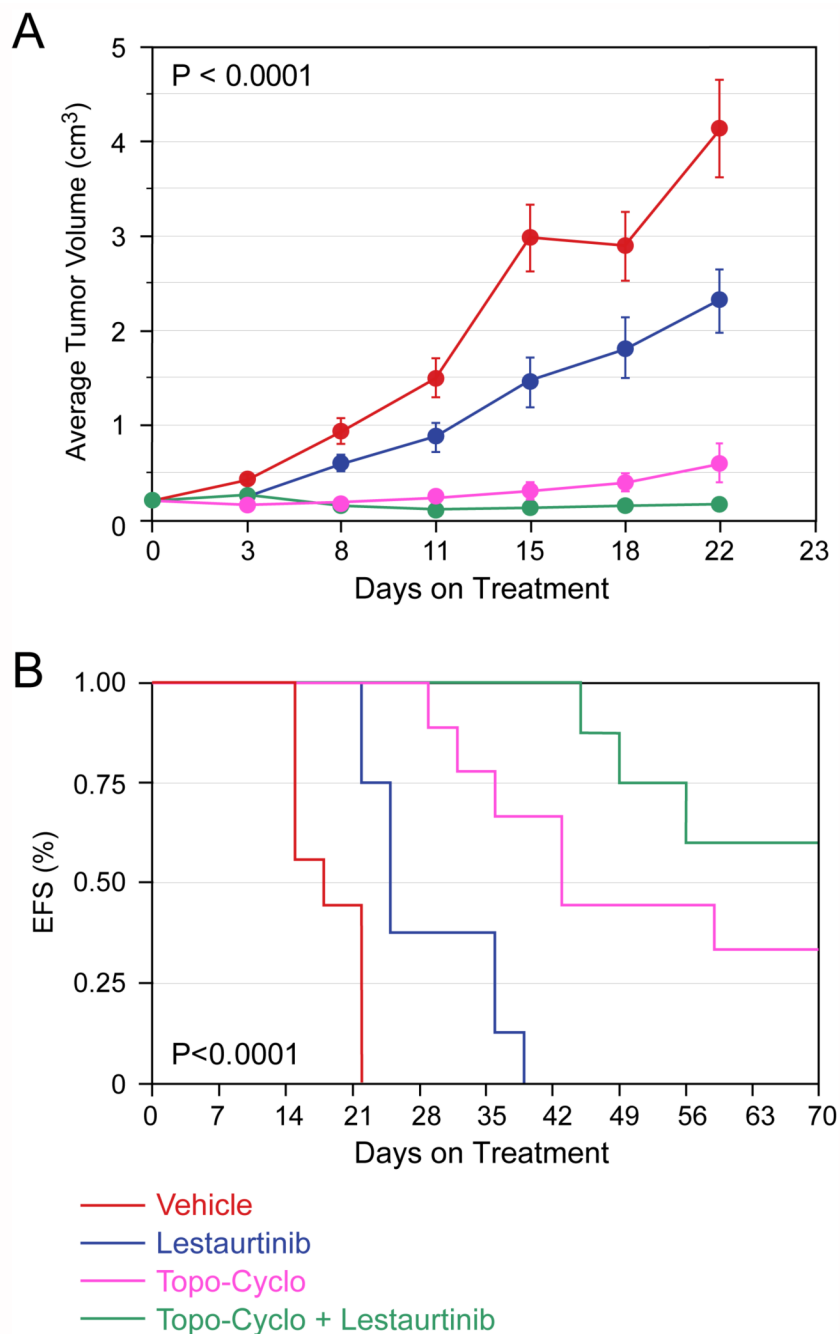 A
P < 0.0001
Average Tumor Volume (cm³)
5
4
3
2
1
0
0 3 8 11 15 18 22 23
Days on Treatment
B
1.00
0.75
0.50
0.25
0
EFS (%)
P<0.0001
0 7 14 21 28 35 42 49 56 63 70
Days on Treatment
Vehicle
Lestaurtinib
Topo-Cyclo
Topo-Cyclo + Lestaurtinib